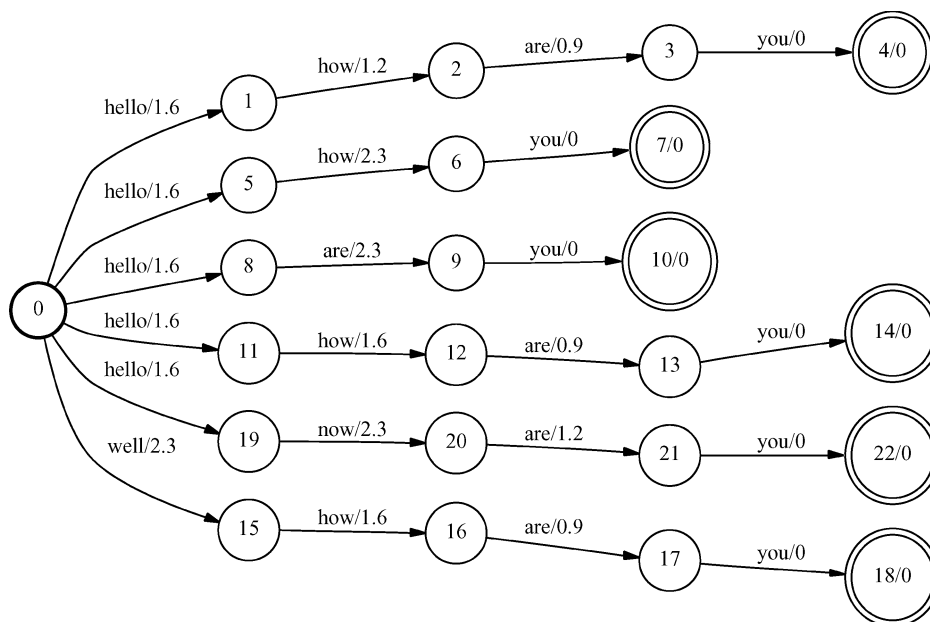 hello/1.6 1 how/1.2 2 are/0.9 3 you/0 4/0
hello/1.6 5 how/2.3 6 you/0 7/0
hello/1.6 8 are/2.3 9 you/0 10/0
0
hello/1.6 11 how/1.6 12 are/0.9 13 you/0 14/0
hello/1.6 19 now/2.3 20 are/1.2 21 you/0 22/0
well/2.3 15 how/1.6 16 are/0.9 17 you/0 18/0